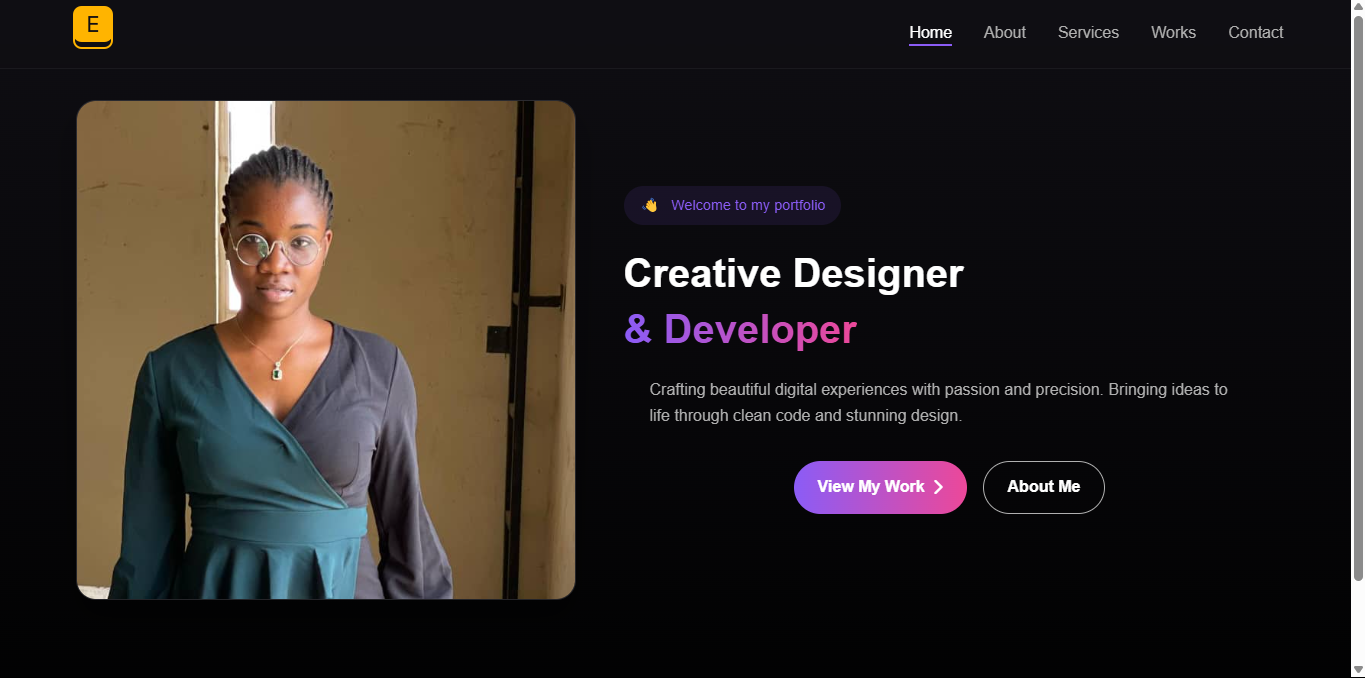 E
Home About Services Works Contact
👋 Welcome to my portfolio
Creative Designer
& Developer
Crafting beautiful digital experiences with passion and precision. Bringing ideas to
life through clean code and stunning design.
View My Work
About Me